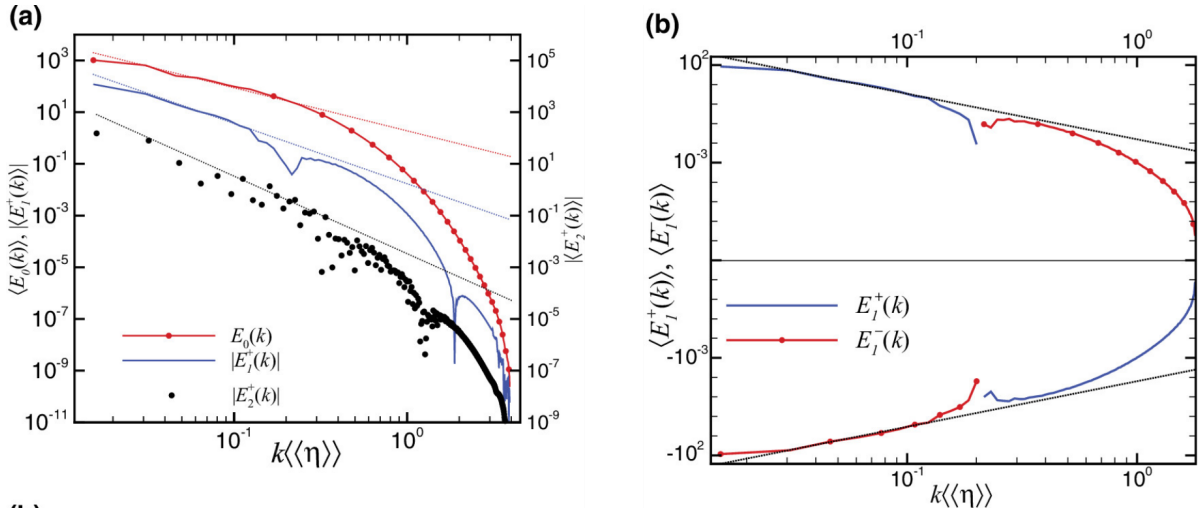 (a)
10^3
10^1
10^-1
10^-3
10^-5
10^-7
10^-9
10^-11
⟨E_0(k)⟩, |⟨E_1^+(k)⟩|
10^5
10^3
10^1
10^-1
10^-3
10^-5
10^-7
10^-9
|⟨E_2^+(k)⟩|
E_0(k)
|E_1^+(k)|
|E_2^+(k)|
10^-1
10^0
k⟨⟨η⟩⟩
(b)
10^-1
10^0
10^2
10^-3
-10^-3
-10^2
⟨E_1^+(k)⟩, ⟨E_1^-(k)⟩
E_1^+(k)
E_1^-(k)
10^-1
10^0
k⟨⟨η⟩⟩